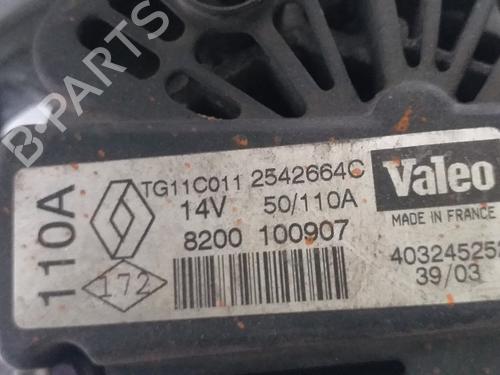 110A
TG11C011 2542664C
14V 50/110A
8200 100907
172
Valeo
MADE IN FRANCE
403245252
39/03
B-PARTS